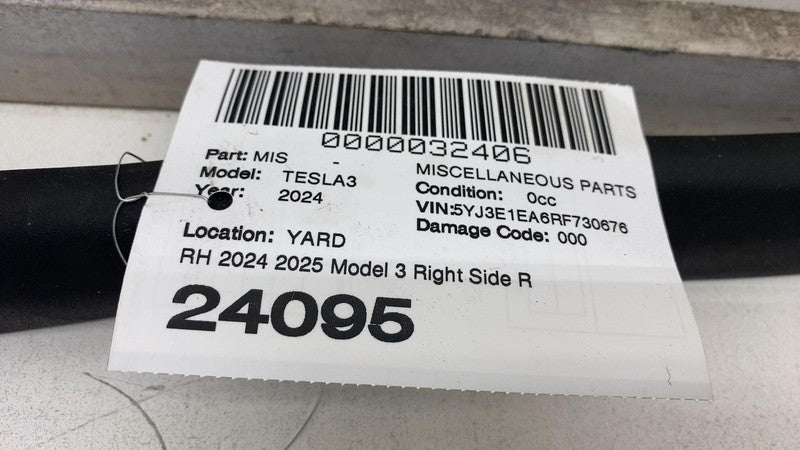 0000032406
Part: MIS - MISCELLANEOUS PARTS
Model: TESLA3 Condition: 0cc
Year: 2024 VIN:5YJ3E1EA6RF730676
Location: YARD Damage Code: 000
RH 2024 2025 Model 3 Right Side R
24095